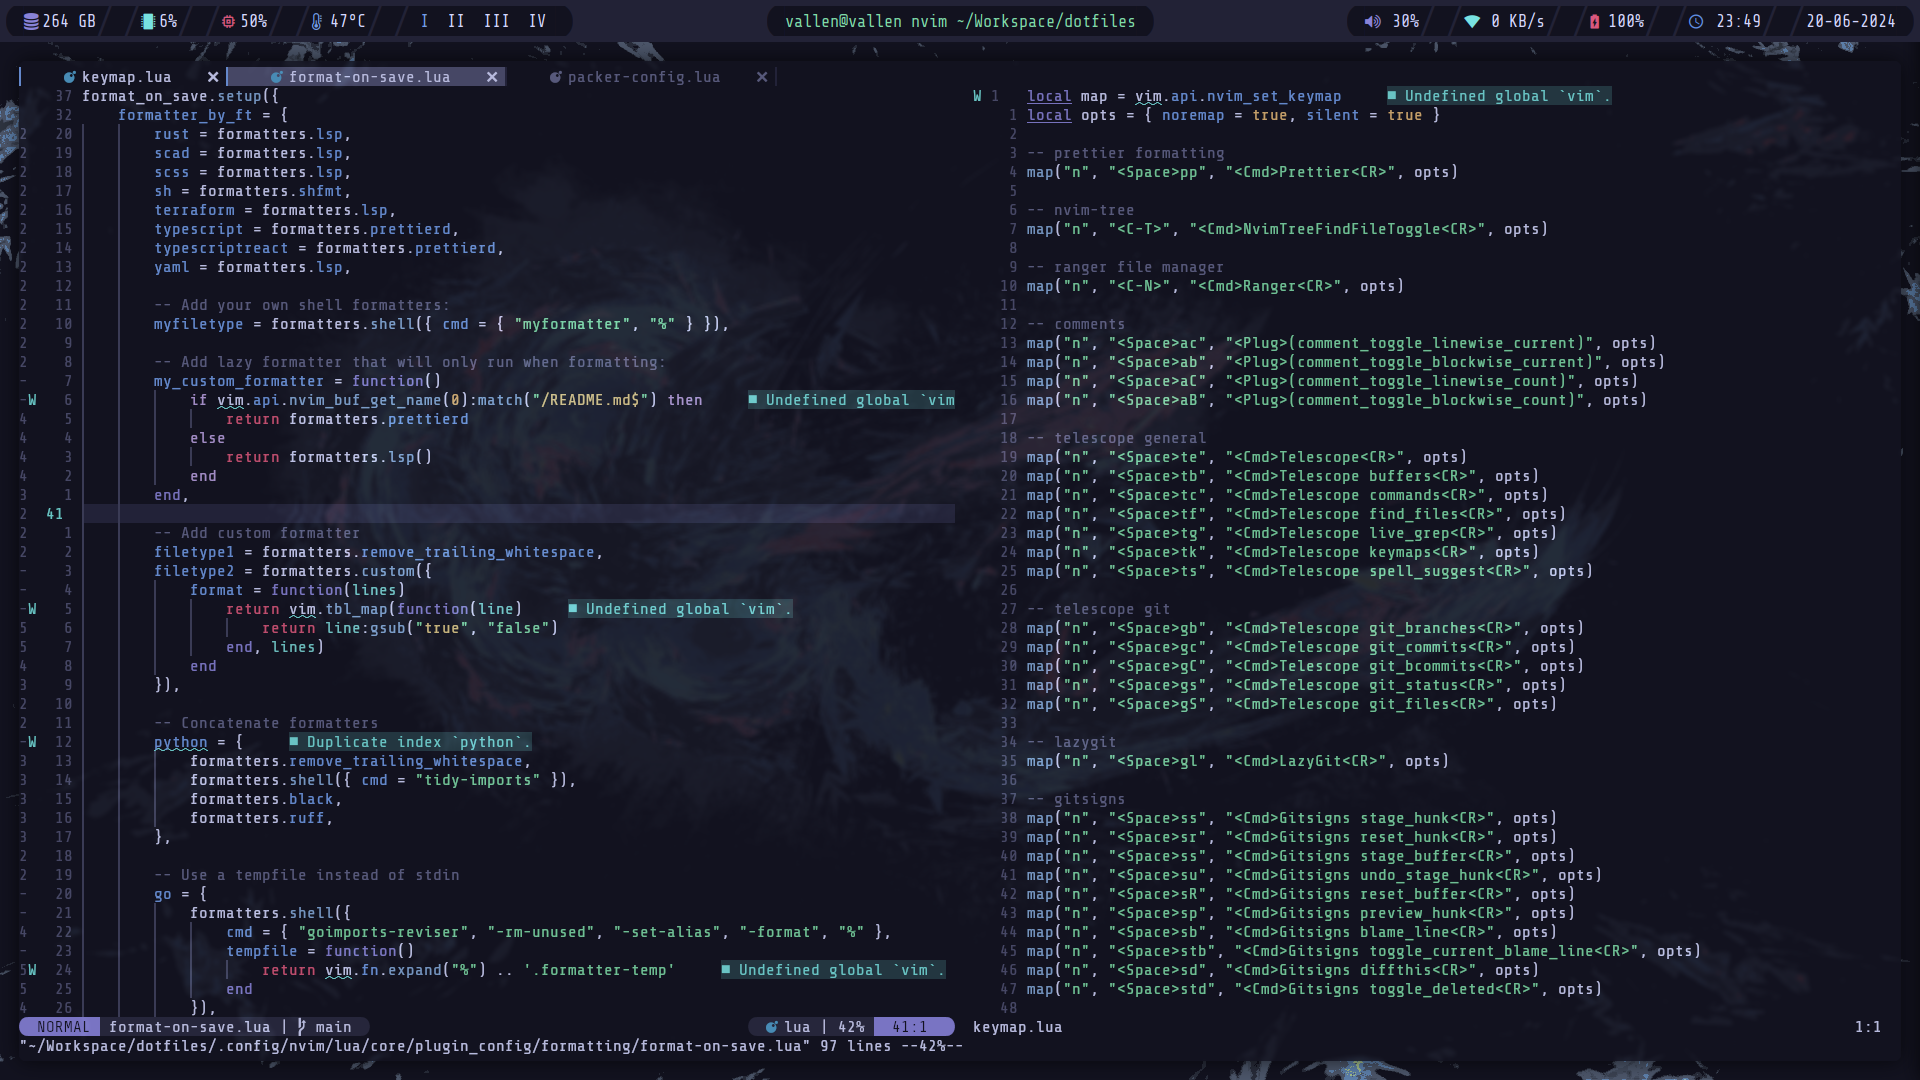 264 GB 6% 50% 47°C I II III IV
vallen@vallen nvim ~/Workspace/dotfiles
30% 0 KB/s 100% 23:49 20-06-2024
keymap.lua × format-on-save.lua × packer-config.lua ×
37 format_on_save.setup({
32 formatter_by_ft = {
2 20 rust = formatters.lsp,
2 19 scad = formatters.lsp,
2 18 scss = formatters.lsp,
2 17 sh = formatters.shfmt,
2 16 terraform = formatters.lsp,
2 15 typescript = formatters.prettierd,
2 14 typescriptreact = formatters.prettierd,
2 13 yaml = formatters.lsp,
2 12
2 11 -- Add your own shell formatters:
2 10 myfiletype = formatters.shell({ cmd = { "myformatter", "%" } }),
2 9
2 8 -- Add lazy formatter that will only run when formatting:
- 7 my_custom_formatter = function()
-W 6 if vim.api.nvim_buf_get_name(0):match("/README.md$") then ■ Undefined global `vim
4 5 return formatters.prettierd
4 4 else
4 3 return formatters.lsp()
4 2 end
3 1 end,
2 41
2 1 -- Add custom formatter
2 2 filetype1 = formatters.remove_trailing_whitespace,
- 3 filetype2 = formatters.custom({
- 4 format = function(lines)
-W 5 return vim.tbl_map(function(line) ■ Undefined global `vim`.
5 6 return line:gsub("true", "false")
5 7 end, lines)
4 8 end
3 9 }),
2 10
2 11 -- Concatenate formatters
-W 12 python = { ■ Duplicate index `python`.
3 13 formatters.remove_trailing_whitespace,
3 14 formatters.shell({ cmd = "tidy-imports" }),
3 15 formatters.black,
3 16 formatters.ruff,
3 17 },
2 18
2 19 -- Use a tempfile instead of stdin
- 20 go = {
- 21 formatters.shell({
4 22 cmd = { "goimports-reviser", "-rm-unused", "-set-alias", "-format", "%" },
- 23 tempfile = function()
5W 24 return vim.fn.expand("%") .. '.formatter-temp' ■ Undefined global `vim`.
5 25 end
4 26 }),
NORMAL format-on-save.lua | main lua | 42% 41:1
"~/Workspace/dotfiles/.config/nvim/lua/core/plugin_config/formatting/format-on-save.lua" 97 lines --42%--
W 1 local map = vim.api.nvim_set_keymap ■ Undefined global `vim`.
1 local opts = { noremap = true, silent = true }
2
3 -- prettier formatting
4 map("n", "<Space>pp", "<Cmd>Prettier<CR>", opts)
5
6 -- nvim-tree
7 map("n", "<C-T>", "<Cmd>NvimTreeFindFileToggle<CR>", opts)
8
9 -- ranger file manager
10 map("n", "<C-N>", "<Cmd>Ranger<CR>", opts)
11
12 -- comments
13 map("n", "<Space>ac", "<Plug>(comment_toggle_linewise_current)", opts)
14 map("n", "<Space>ab", "<Plug>(comment_toggle_blockwise_current)", opts)
15 map("n", "<Space>aC", "<Plug>(comment_toggle_linewise_count)", opts)
16 map("n", "<Space>aB", "<Plug>(comment_toggle_blockwise_count)", opts)
17
18 -- telescope general
19 map("n", "<Space>te", "<Cmd>Telescope<CR>", opts)
20 map("n", "<Space>tb", "<Cmd>Telescope buffers<CR>", opts)
21 map("n", "<Space>tc", "<Cmd>Telescope commands<CR>", opts)
22 map("n", "<Space>tf", "<Cmd>Telescope find_files<CR>", opts)
23 map("n", "<Space>tg", "<Cmd>Telescope live_grep<CR>", opts)
24 map("n", "<Space>tk", "<Cmd>Telescope keymaps<CR>", opts)
25 map("n", "<Space>ts", "<Cmd>Telescope spell_suggest<CR>", opts)
26
27 -- telescope git
28 map("n", "<Space>gb", "<Cmd>Telescope git_branches<CR>", opts)
29 map("n", "<Space>gc", "<Cmd>Telescope git_commits<CR>", opts)
30 map("n", "<Space>gC", "<Cmd>Telescope git_bcommits<CR>", opts)
31 map("n", "<Space>gs", "<Cmd>Telescope git_status<CR>", opts)
32 map("n", "<Space>gS", "<Cmd>Telescope git_files<CR>", opts)
33
34 -- lazygit
35 map("n", "<Space>gl", "<Cmd>LazyGit<CR>", opts)
36
37 -- gitsigns
38 map("n", "<Space>ss", "<Cmd>Gitsigns stage_hunk<CR>", opts)
39 map("n", "<Space>sr", "<Cmd>Gitsigns reset_hunk<CR>", opts)
40 map("n", "<Space>ss", "<Cmd>Gitsigns stage_buffer<CR>", opts)
41 map("n", "<Space>su", "<Cmd>Gitsigns undo_stage_hunk<CR>", opts)
42 map("n", "<Space>sR", "<Cmd>Gitsigns reset_buffer<CR>", opts)
43 map("n", "<Space>sp", "<Cmd>Gitsigns preview_hunk<CR>", opts)
44 map("n", "<Space>sb", "<Cmd>Gitsigns blame_line<CR>", opts)
45 map("n", "<Space>stb", "<Cmd>Gitsigns toggle_current_blame_line<CR>", opts)
46 map("n", "<Space>sd", "<Cmd>Gitsigns diffthis<CR>", opts)
47 map("n", "<Space>std", "<Cmd>Gitsigns toggle_deleted<CR>", opts)
48
keymap.lua 1:1